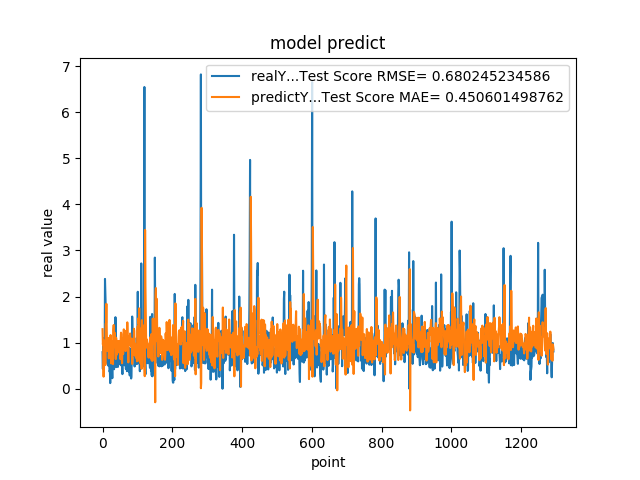 model predict
realY...Test Score RMSE= 0.680245234586
predictY...Test Score MAE= 0.450601498762
7
6
5
4
3
2
1
0
real value
0 200 400 600 800 1000 1200
point